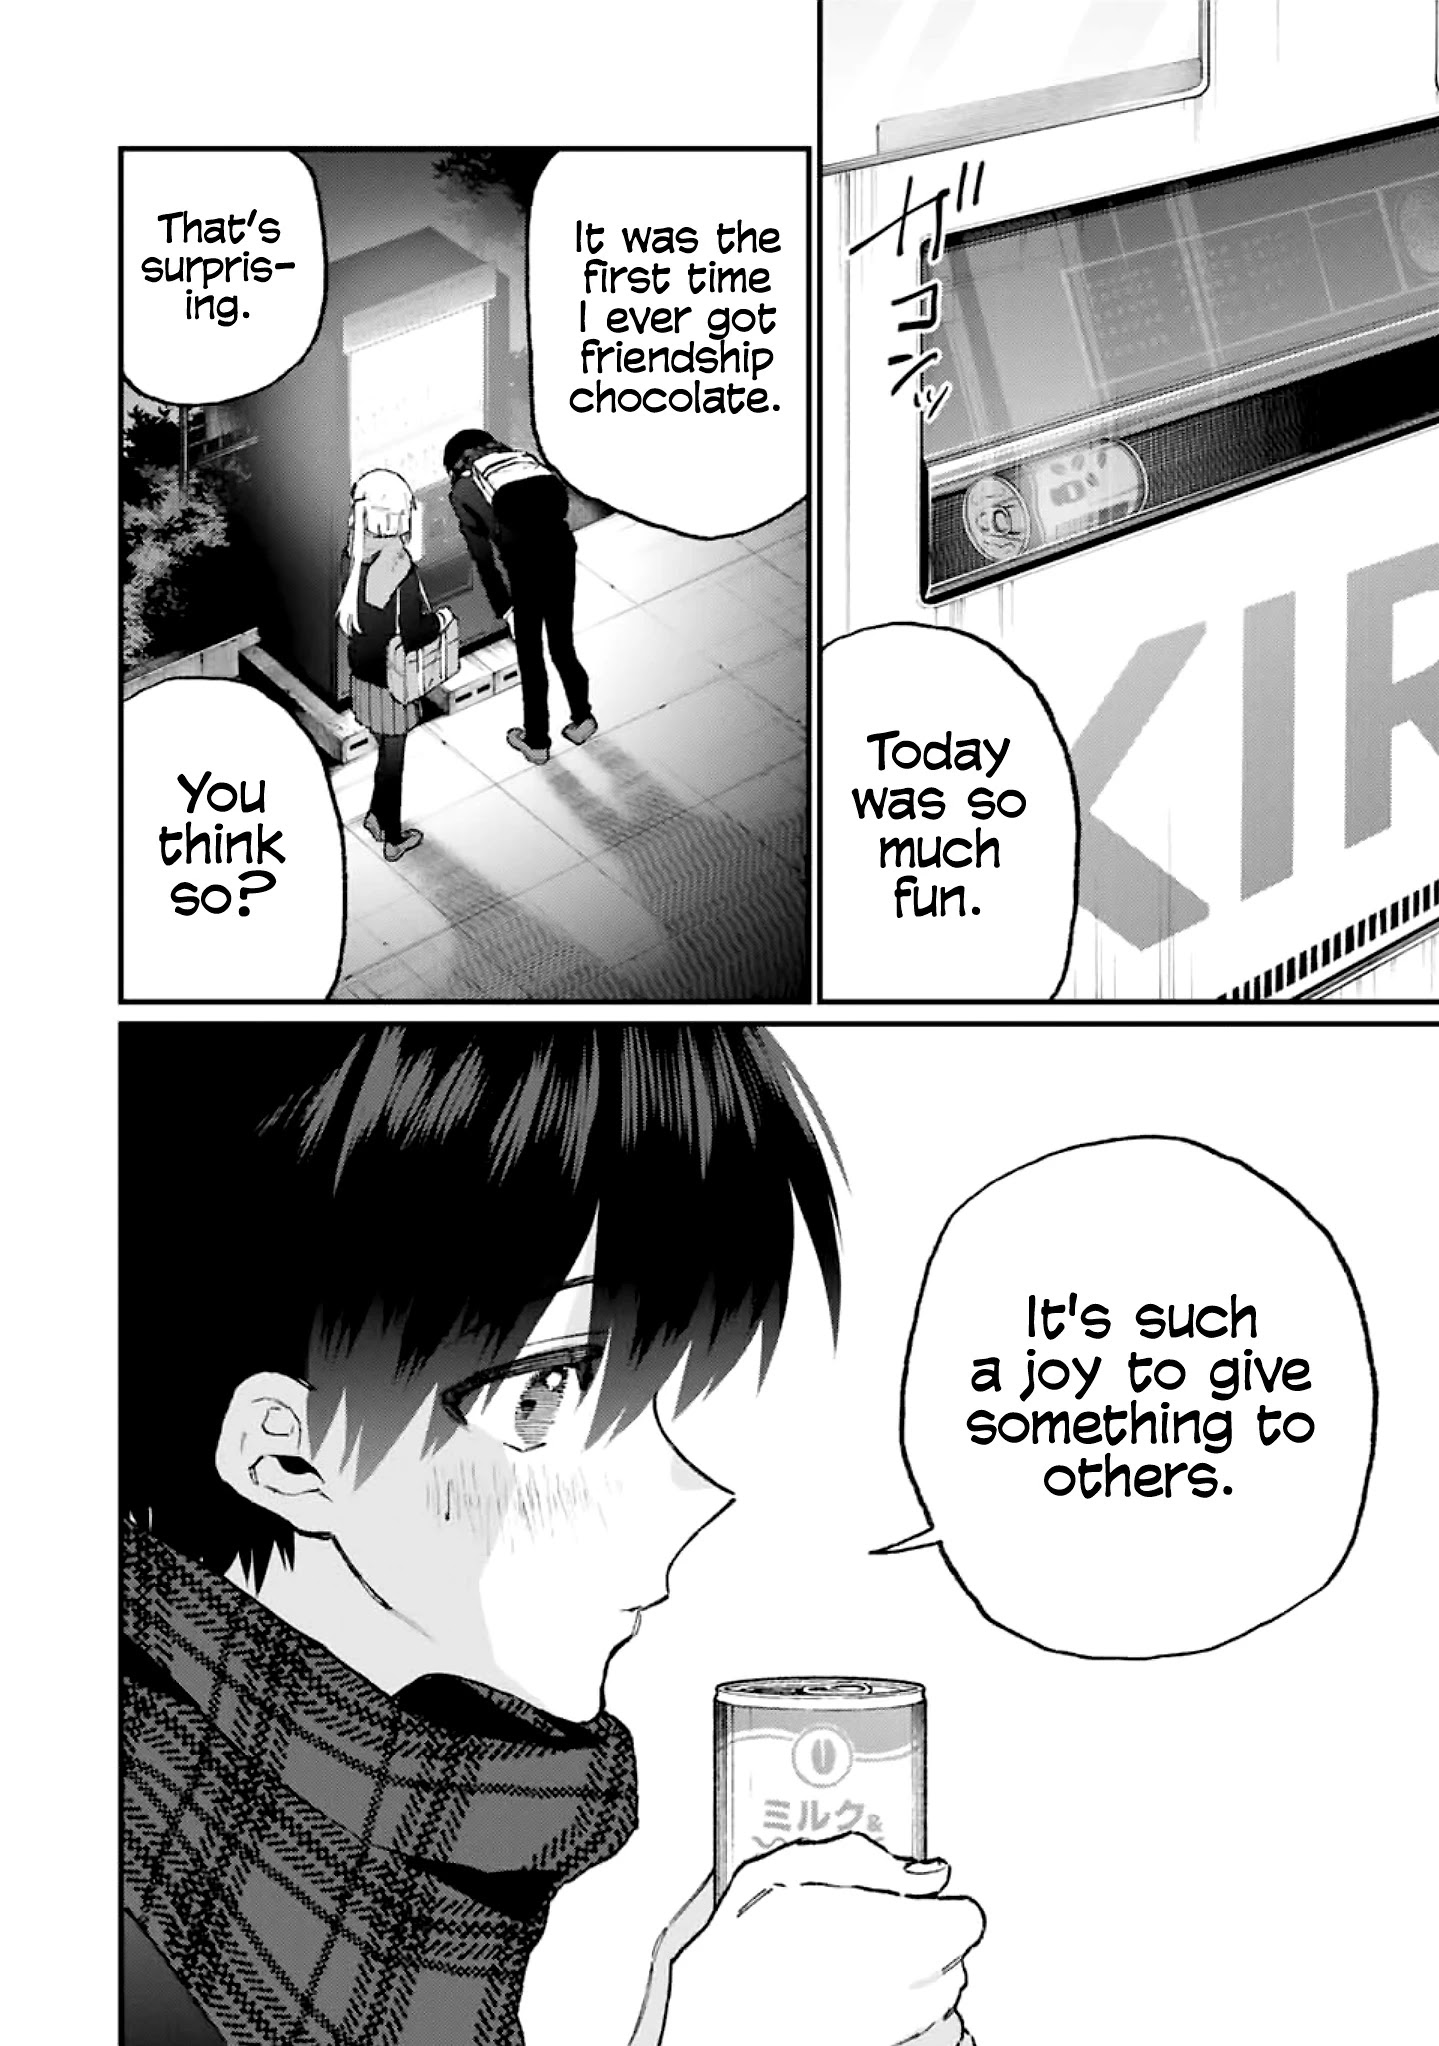 ガコンッ
KIR
Today
was so
much
fun.
It was the
first time
I ever got
friendship
chocolate.
That's
surpris-
ing.
You
think
so?
It's such
a joy to give
something to
others.
ミルク&